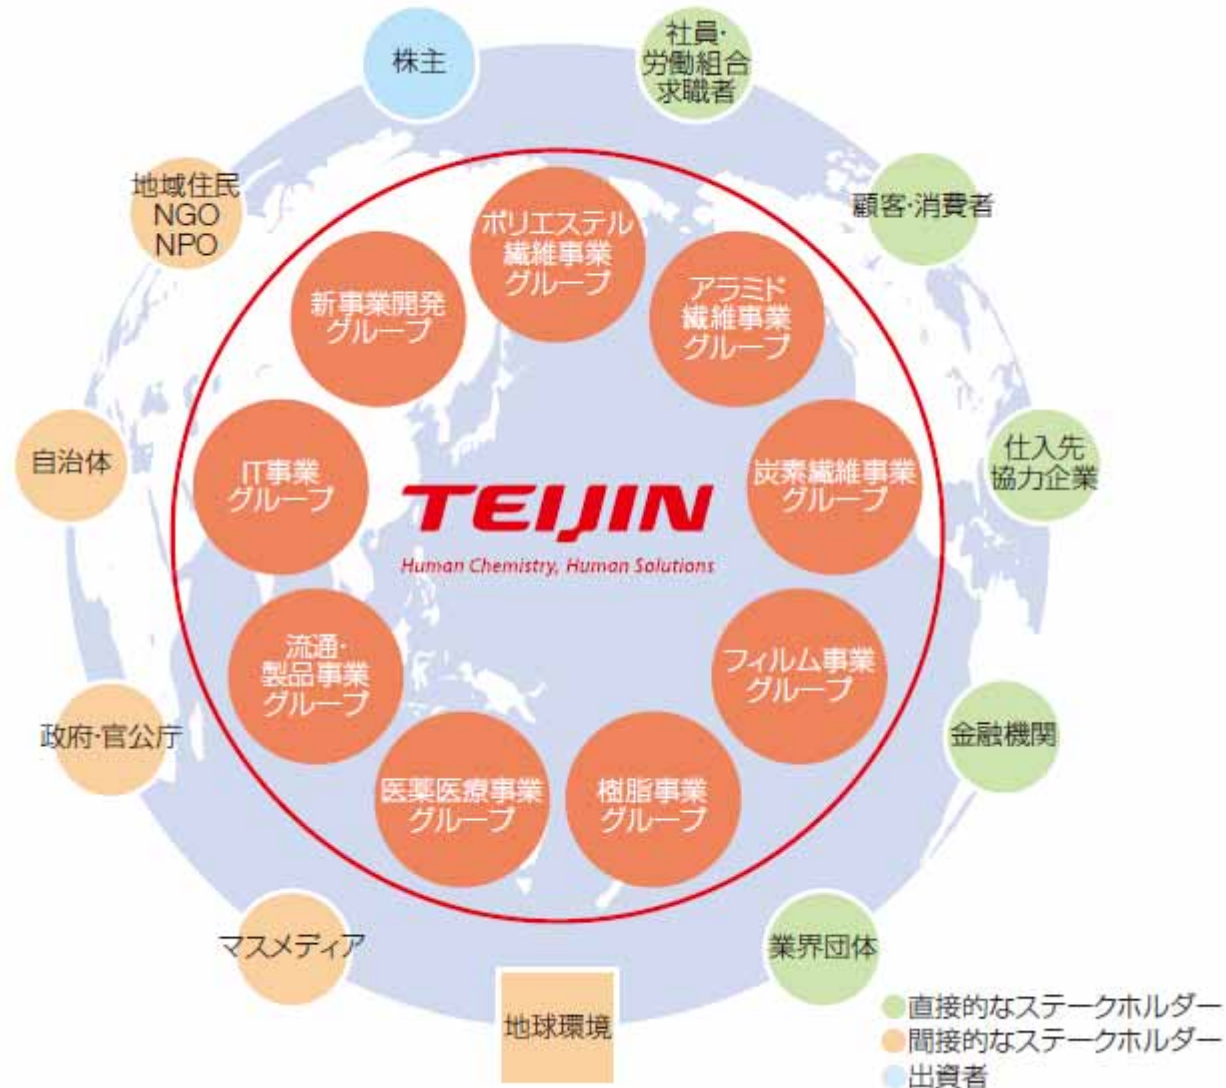 株主
社員・
労働組合
求職者
地域住民
NGO
NPO
顧客・消費者
ポリエステル
繊維事業
グループ
新事業開発
グループ
アラミド
繊維事業
グループ
自治体
IT事業
グループ
TEIJIN
Human Chemistry, Human Solutions
炭素繊維事業
グループ
仕入先
協力企業
流通・
製品事業
グループ
フィルム事業
グループ
政府・官公庁
金融機関
医薬医療事業
グループ
樹脂事業
グループ
マスメディア
業界団体
地球環境
直接的なステークホルダー
間接的なステークホルダー
出資者